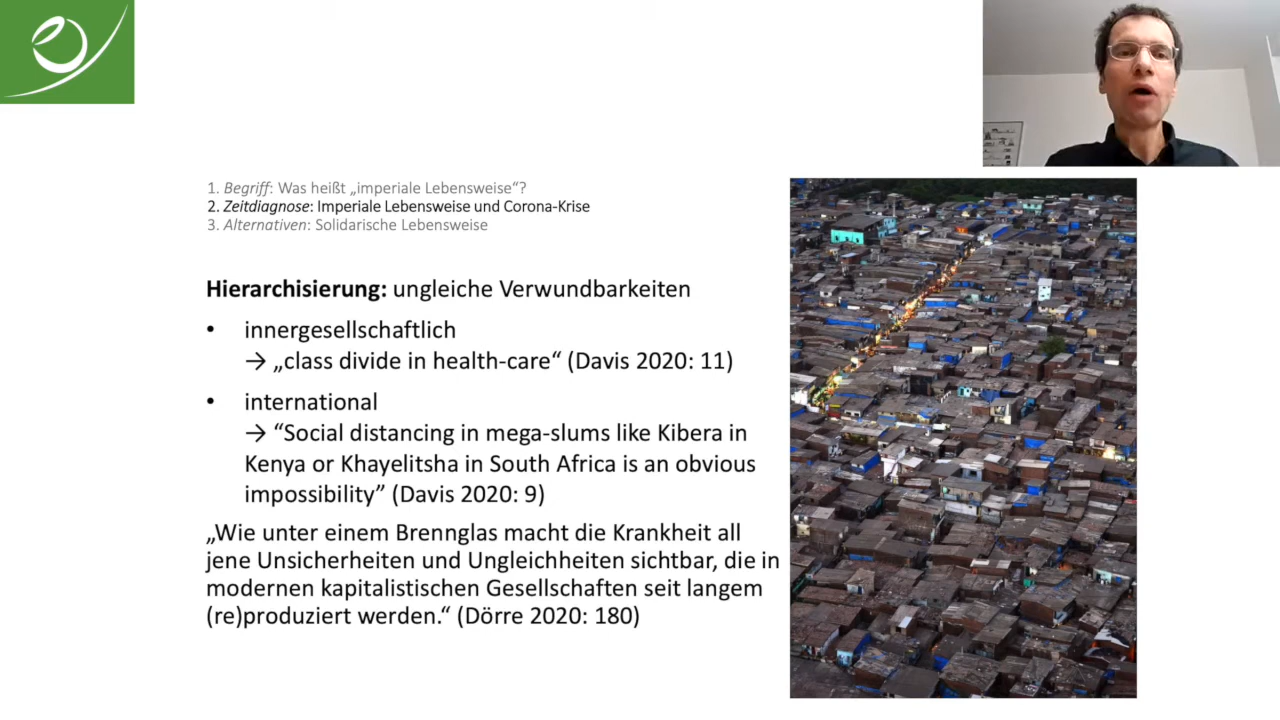 1. Begriff: Was heißt „imperiale Lebensweise“?
2. Zeitdiagnose: Imperiale Lebensweise und Corona-Krise
3. Alternativen: Solidarische Lebensweise
Hierarchisierung: ungleiche Verwundbarkeiten
• innergesellschaftlich
→ „class divide in health-care“ (Davis 2020: 11)
• international
→ “Social distancing in mega-slums like Kibera in
Kenya or Khayelitsha in South Africa is an obvious
impossibility” (Davis 2020: 9)
„Wie unter einem Brennglas macht die Krankheit all
jene Unsicherheiten und Ungleichheiten sichtbar, die in
modernen kapitalistischen Gesellschaften seit langem
(re)produziert werden.“ (Dörre 2020: 180)